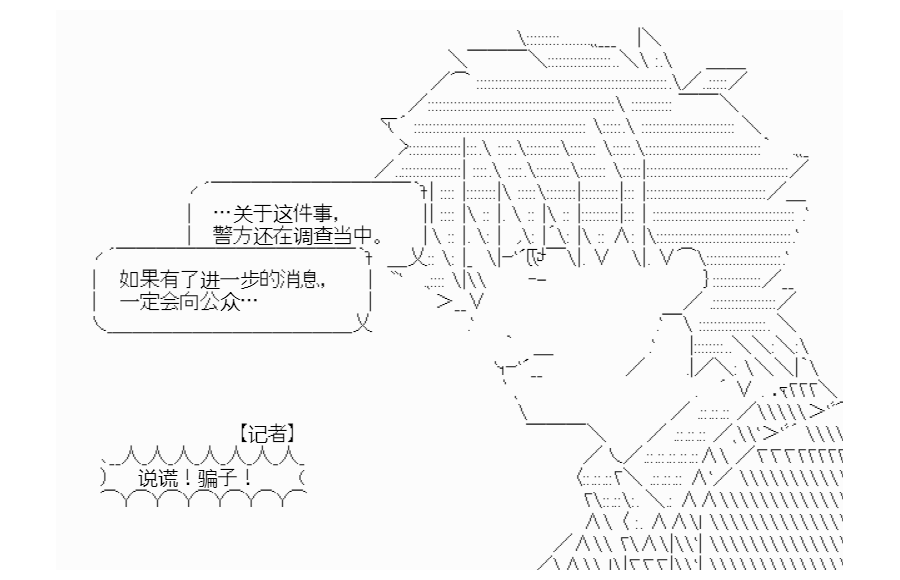 …关于这件事，
警方还在调查当中。
如果有了进一步的消息，
一定会向公众…
【记者】
说谎！骗子！